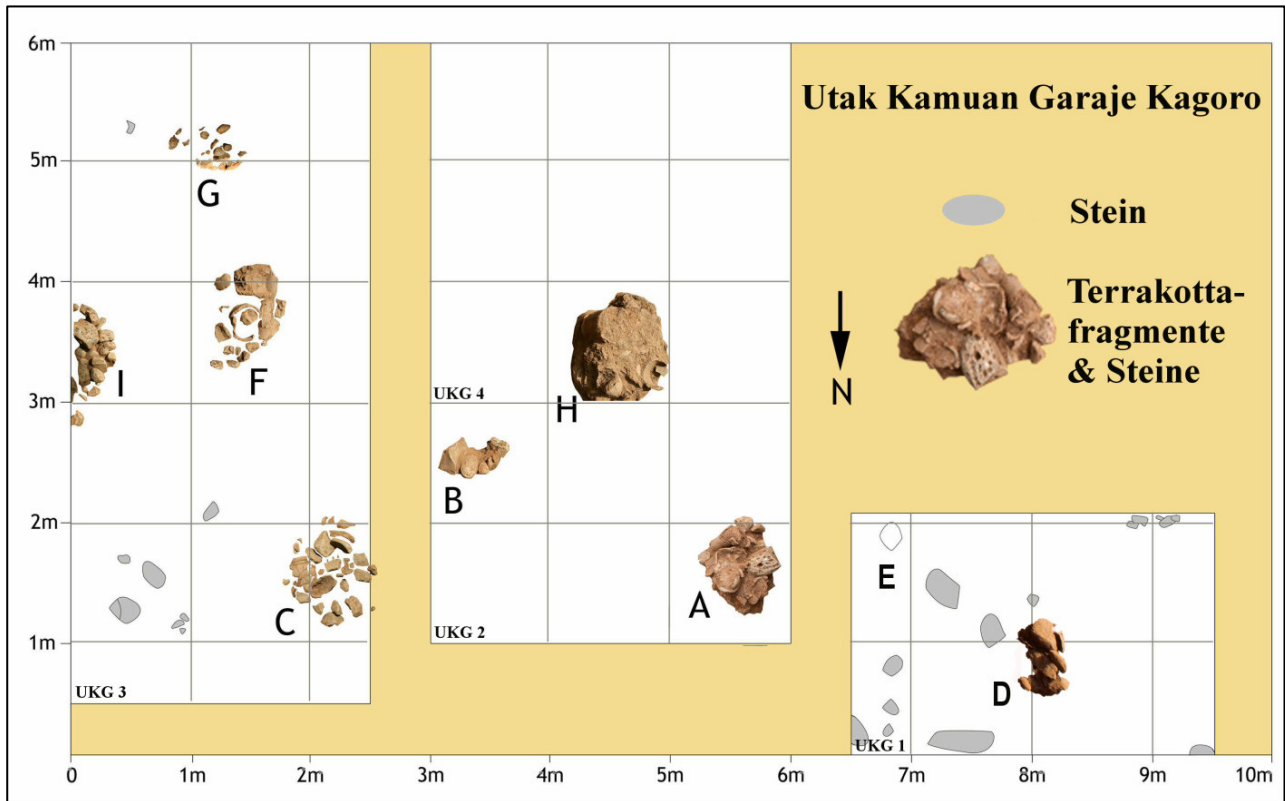 6m
Utak Kamuan Garaje Kagoro
5m
G
Stein
4m
Terrakotta-
fragmente
& Steine
I
F
N
UKG 4
H
3m
B
2m
E
A
C
1m
D
UKG 2
UKG 3
UKG 1
0
1m
2m
3m
4m
5m
6m
7m
8m
9m
10m